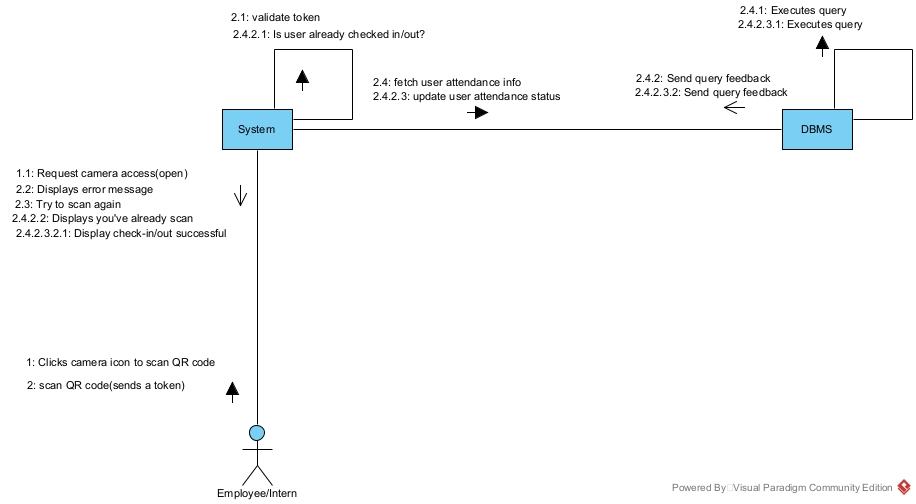 2.1: validate token
2.4.2.1: Is user already checked in/out?
2.4.1: Executes query
2.4.2.3.1: Executes query
2.4: fetch user attendance info
2.4.2.3: update user attendance status
2.4.2: Send query feedback
2.4.2.3.2: Send query feedback
System
DBMS
1.1: Request camera access(open)
2.2: Displays error message
2.3: Try to scan again
2.4.2.2: Displays you've already scan
2.4.2.3.2.1: Display check-in/out successful
1: Clicks camera icon to scan QR code
2: scan QR code(sends a token)
Employee/Intern
Powered By Visual Paradigm Community Edition